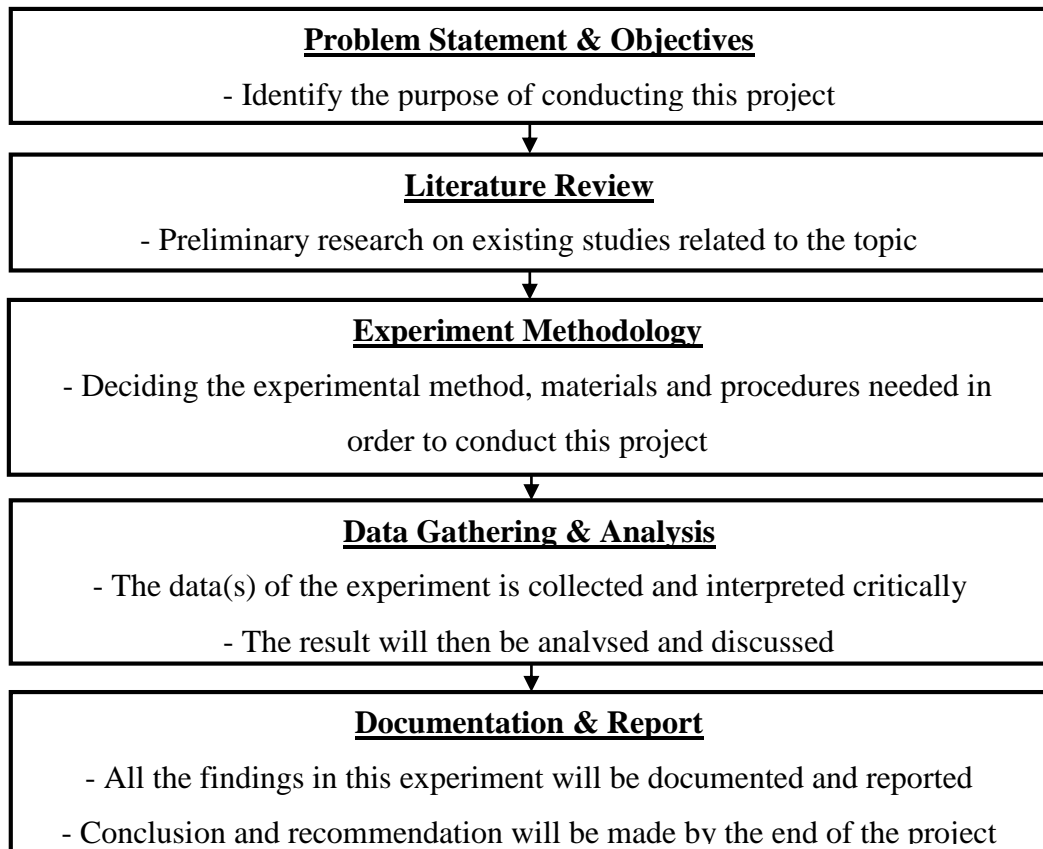 Problem Statement & Objectives
- Identify the purpose of conducting this project
Literature Review
- Preliminary research on existing studies related to the topic
Experiment Methodology
- Deciding the experimental method, materials and procedures needed in
order to conduct this project
Data Gathering & Analysis
- The data(s) of the experiment is collected and interpreted critically
- The result will then be analysed and discussed
Documentation & Report
- All the findings in this experiment will be documented and reported
- Conclusion and recommendation will be made by the end of the project